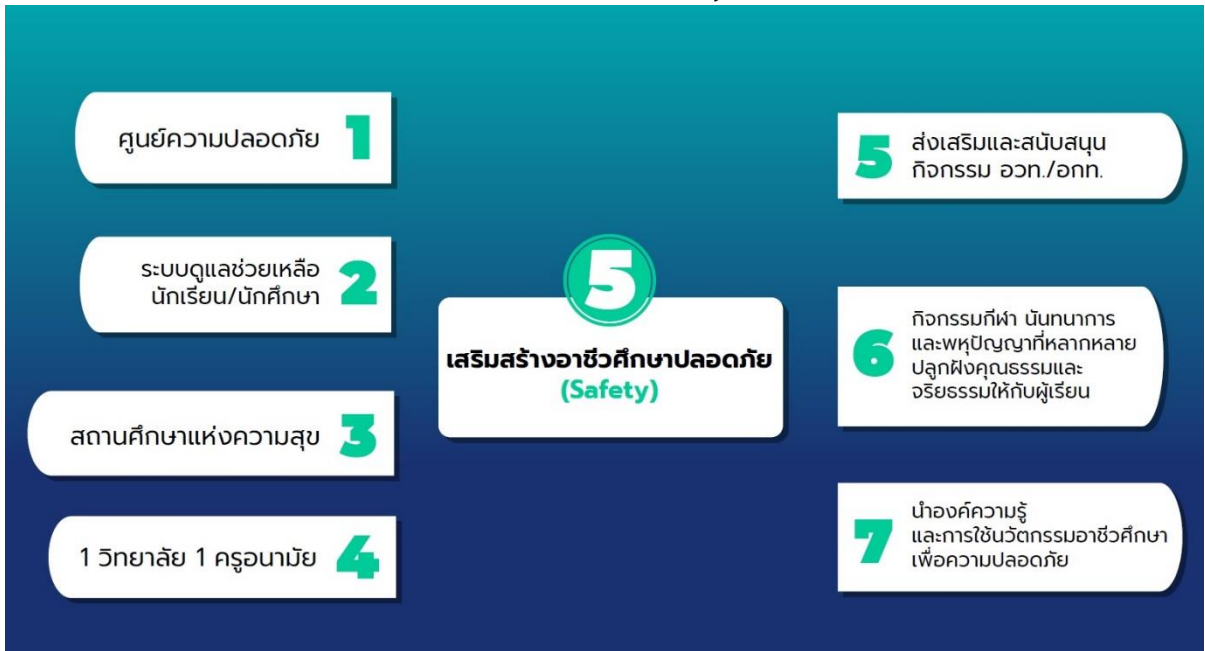 ศูนย์ความปลอดภัย 1
ระบบดูแลช่วยเหลือ
นักเรียน/นักศึกษา 2
สถานศึกษาแห่งความสุข 3
1 วิทยาลัย 1 ครูอนามัย 4
5
เสริมสร้างอาชีวศึกษาปลอดภัย
(Safety)
5 ส่งเสริมและสนับสนุน
กิจกรรม อวท./อกท.
6 กิจกรรมกีฬา นันทนาการ
และพหุปัญญาที่หลากหลาย
ปลูกฝังคุณธรรมและ
จริยธรรมให้กับผู้เรียน
7 นำองค์ความรู้
และการใช้นวัตกรรมอาชีวศึกษา
เพื่อความปลอดภัย